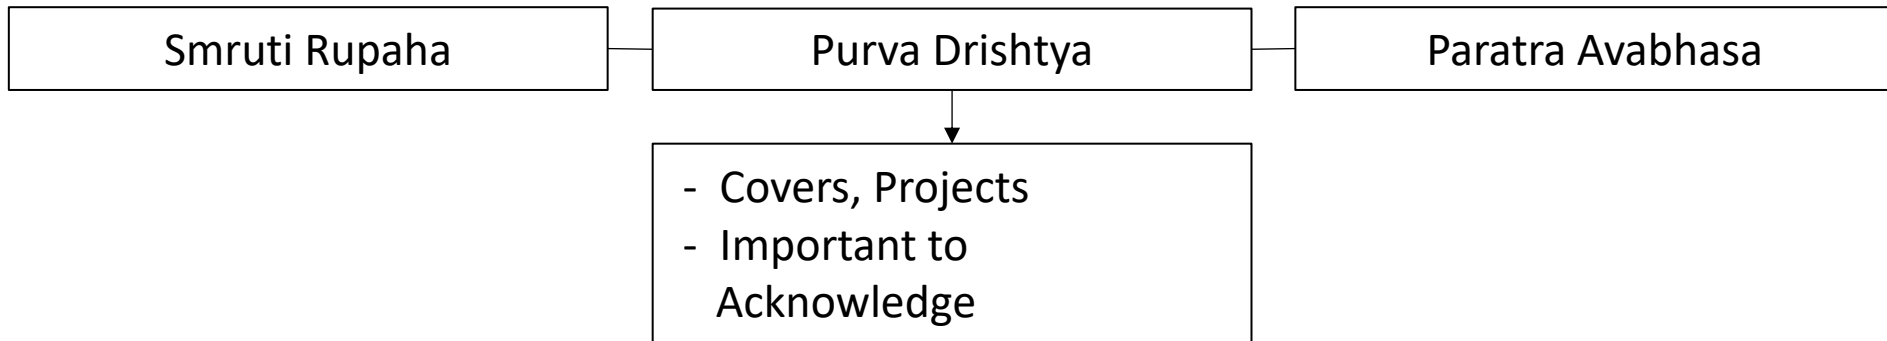 Smruti Rupaha
Purva Drishtya
Paratra Avabhasa
- Covers, Projects
- Important to
Acknowledge